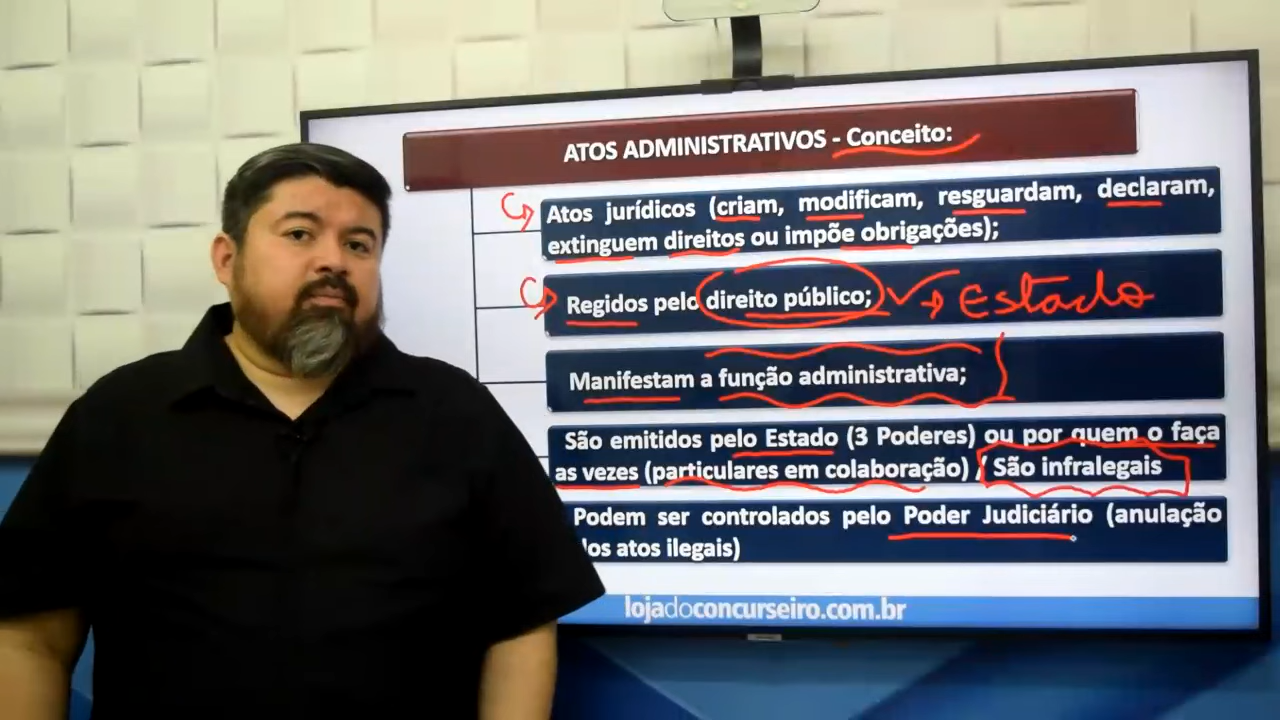 ATOS ADMINISTRATIVOS - Conceito:
Atos jurídicos (criam, modificam, resguardam, declaram,
extinguem direitos ou impõe obrigações);
Regidos pelo direito público; Estado
Manifestam a função administrativa;
São emitidos pelo Estado (3 Poderes) ou por quem o faça
as vezes (particulares em colaboração) / São infralegais
Podem ser controlados pelo Poder Judiciário (anulação
los atos ilegais)
lojadoconcurseiro.com.br